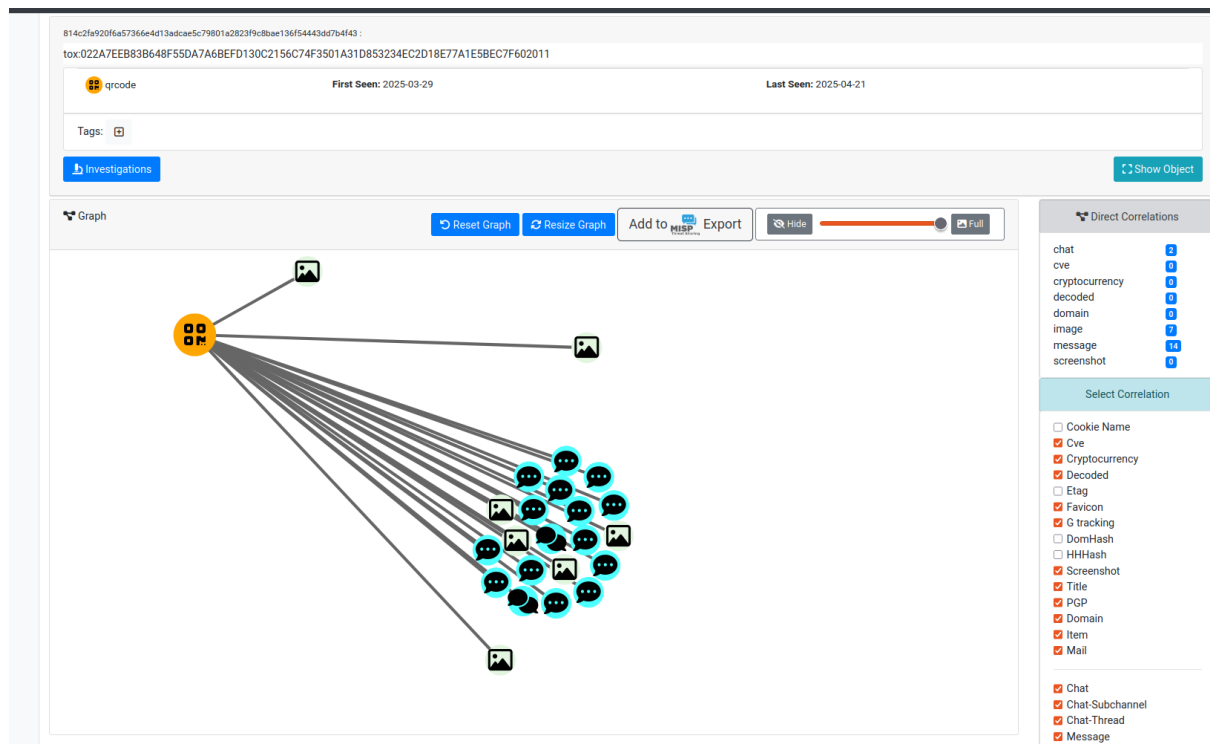 814c2fa920f6a57366e4d13adcae5c79801a2823f9c8bae136f54443dd7b4f43 :
tox:022A7EEB83B648F55DA7A6BEFD130C2156C74F3501A31D853234EC2D18E77A1E5BEC7F602011
qrcode First Seen: 2025-03-29 Last Seen: 2025-04-21
Tags:
Investigations Show Object
Graph Reset Graph Resize Graph Add to MISP Threat Sharing Export Hide Full
Direct Correlations
chat 2
cve 0
cryptocurrency 0
decoded 0
domain 0
image 7
message 14
screenshot 0
Select Correlation
Cookie Name
Cve
Cryptocurrency
Decoded
Etag
Favicon
G tracking
DomHash
HHHash
Screenshot
Title
PGP
Domain
Item
Mail
Chat
Chat-Subchannel
Chat-Thread
Message